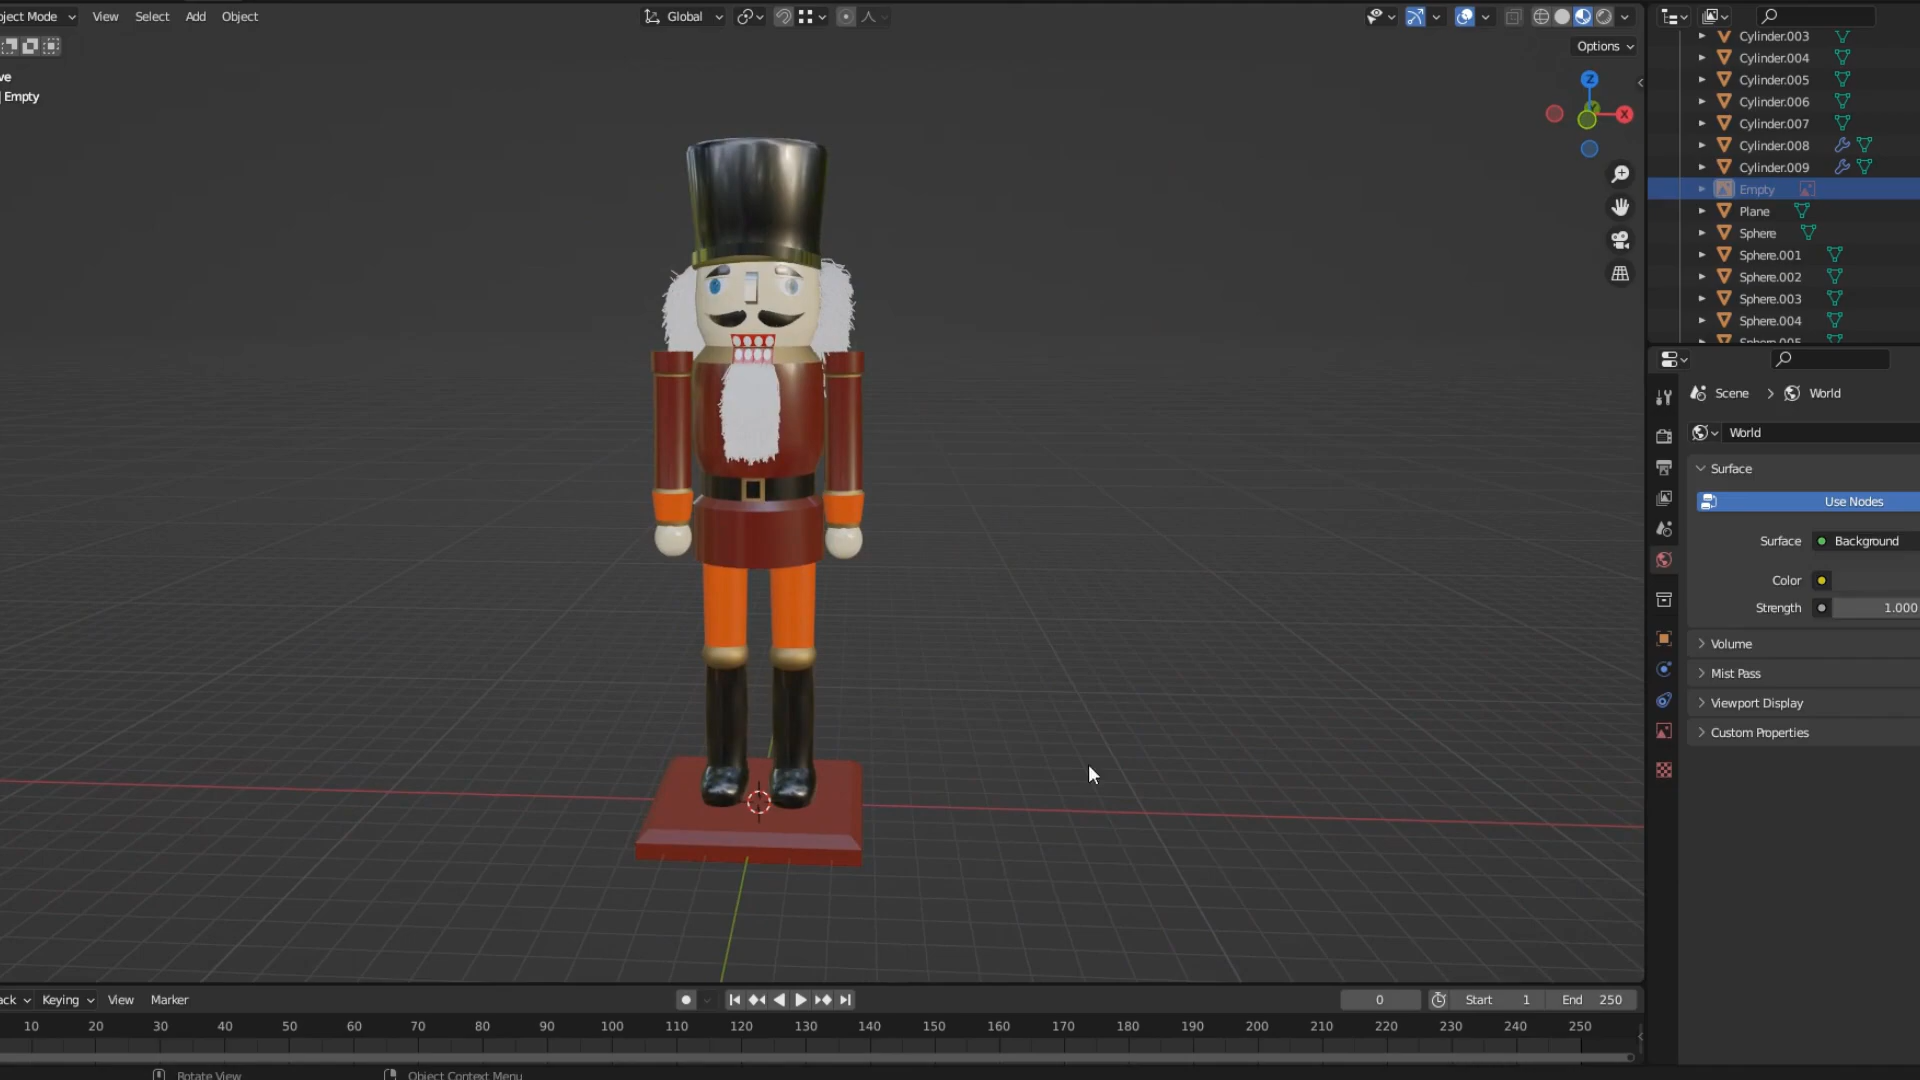 ject Mode View Select Add Object Global
Options
ve
Empty
Z
X
Cylinder.003
Cylinder.004
Cylinder.005
Cylinder.006
Cylinder.007
Cylinder.008
Cylinder.009
Empty
Plane
Sphere
Sphere.001
Sphere.002
Sphere.003
Sphere.004
Sphere.005
Scene > World
World
Surface
Use Nodes
Surface Background
Color
Strength 1.000
Volume
Mist Pass
Viewport Display
Custom Properties
ack Keying View Marker 0 Start 1 End 250
10 20 30 40 50 60 70 80 90 100 110 120 130 140 150 160 170 180 190 200 210 220 230 240 250
Rotate View Object Context Menu